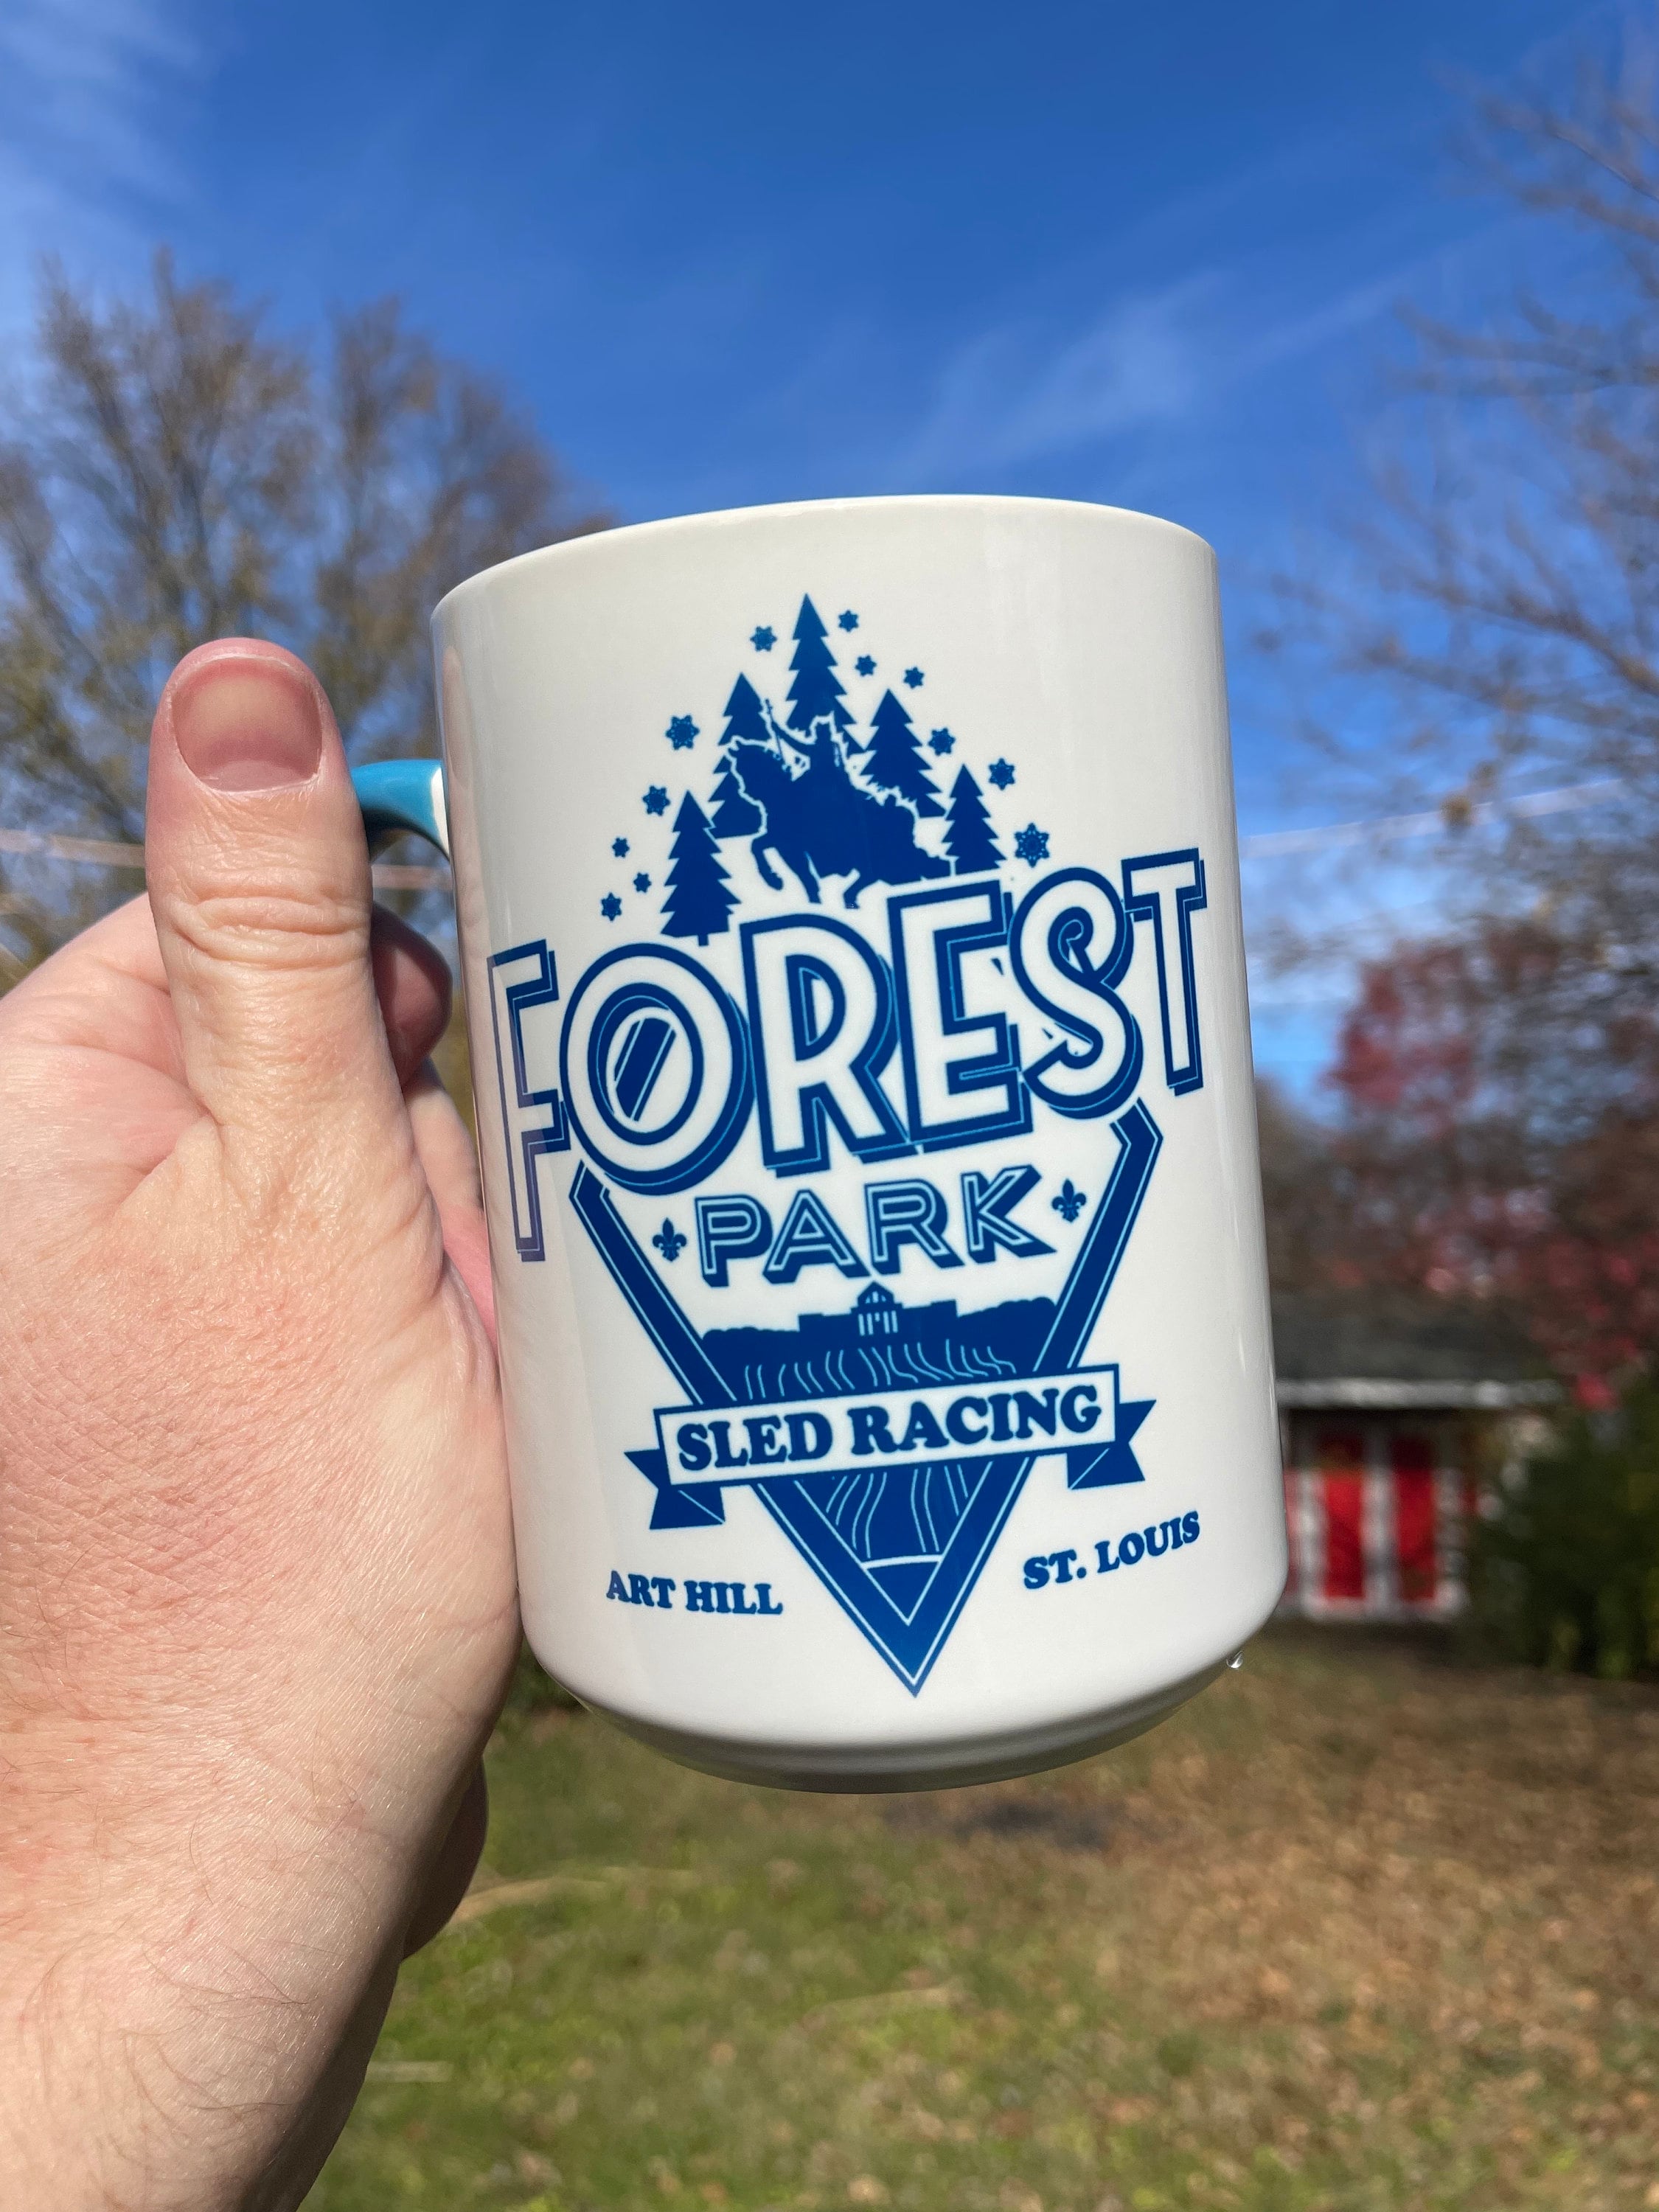 FOREST
PARK
SLED RACING
ART HILL
ST. LOUIS